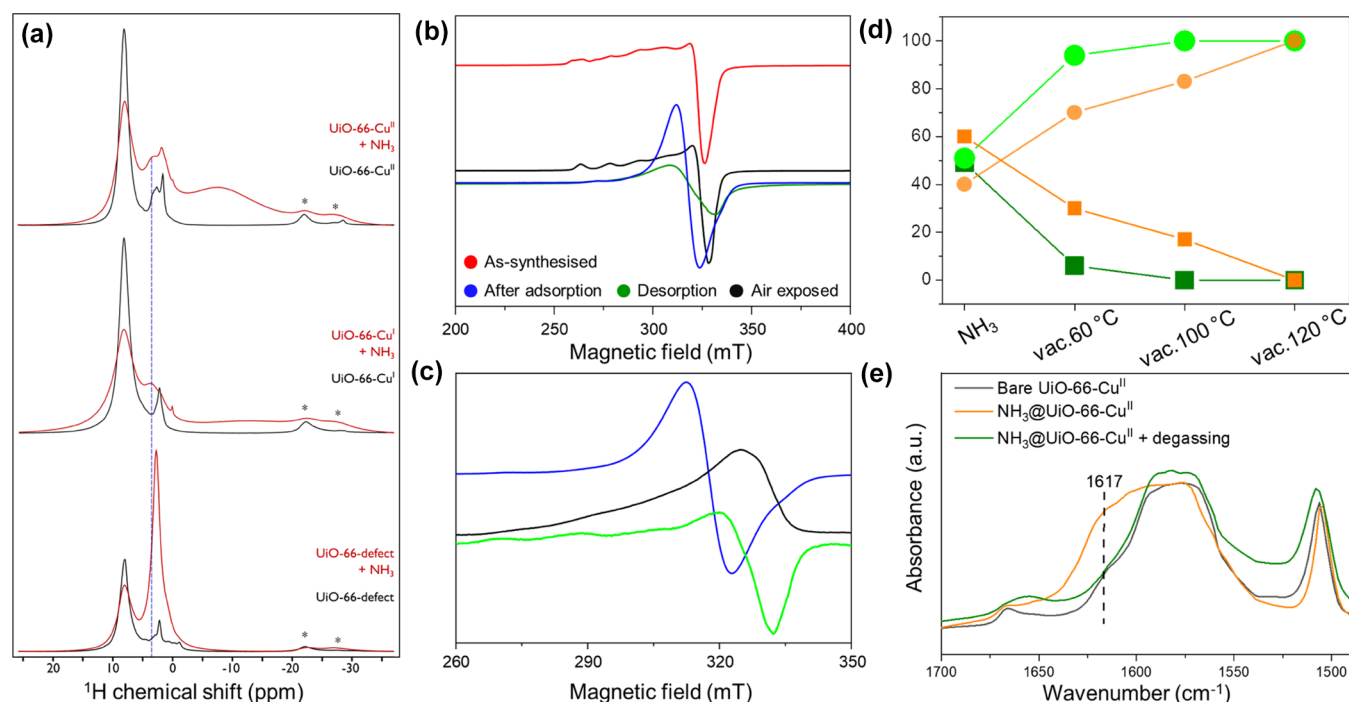 (a)
UiO-66-Cuᴵᴵ
+ NH₃
UiO-66-Cuᴵᴵ
*
*
UiO-66-Cuᴵ
+ NH₃
UiO-66-Cuᴵ
*
*
UiO-66-defect
+ NH₃
UiO-66-defect
*
*
20 10 0 -10 -20 -30
¹H chemical shift (ppm)
(b)
As-synthesised
After adsorption Desorption Air exposed
200 250 300 350 400
Magnetic field (mT)
(c)
260 290 320 350
Magnetic field (mT)
(d)
100
80
60
40
20
0
NH₃ vac.60 °C vac.100 °C vac.120 °C
(e)
Bare UiO-66-Cuᴵᴵ
NH₃@UiO-66-Cuᴵᴵ
NH₃@UiO-66-Cuᴵᴵ + degassing
1617
Absorbance (a.u.)
1700 1650 1600 1550 1500
Wavenumber (cm⁻¹)